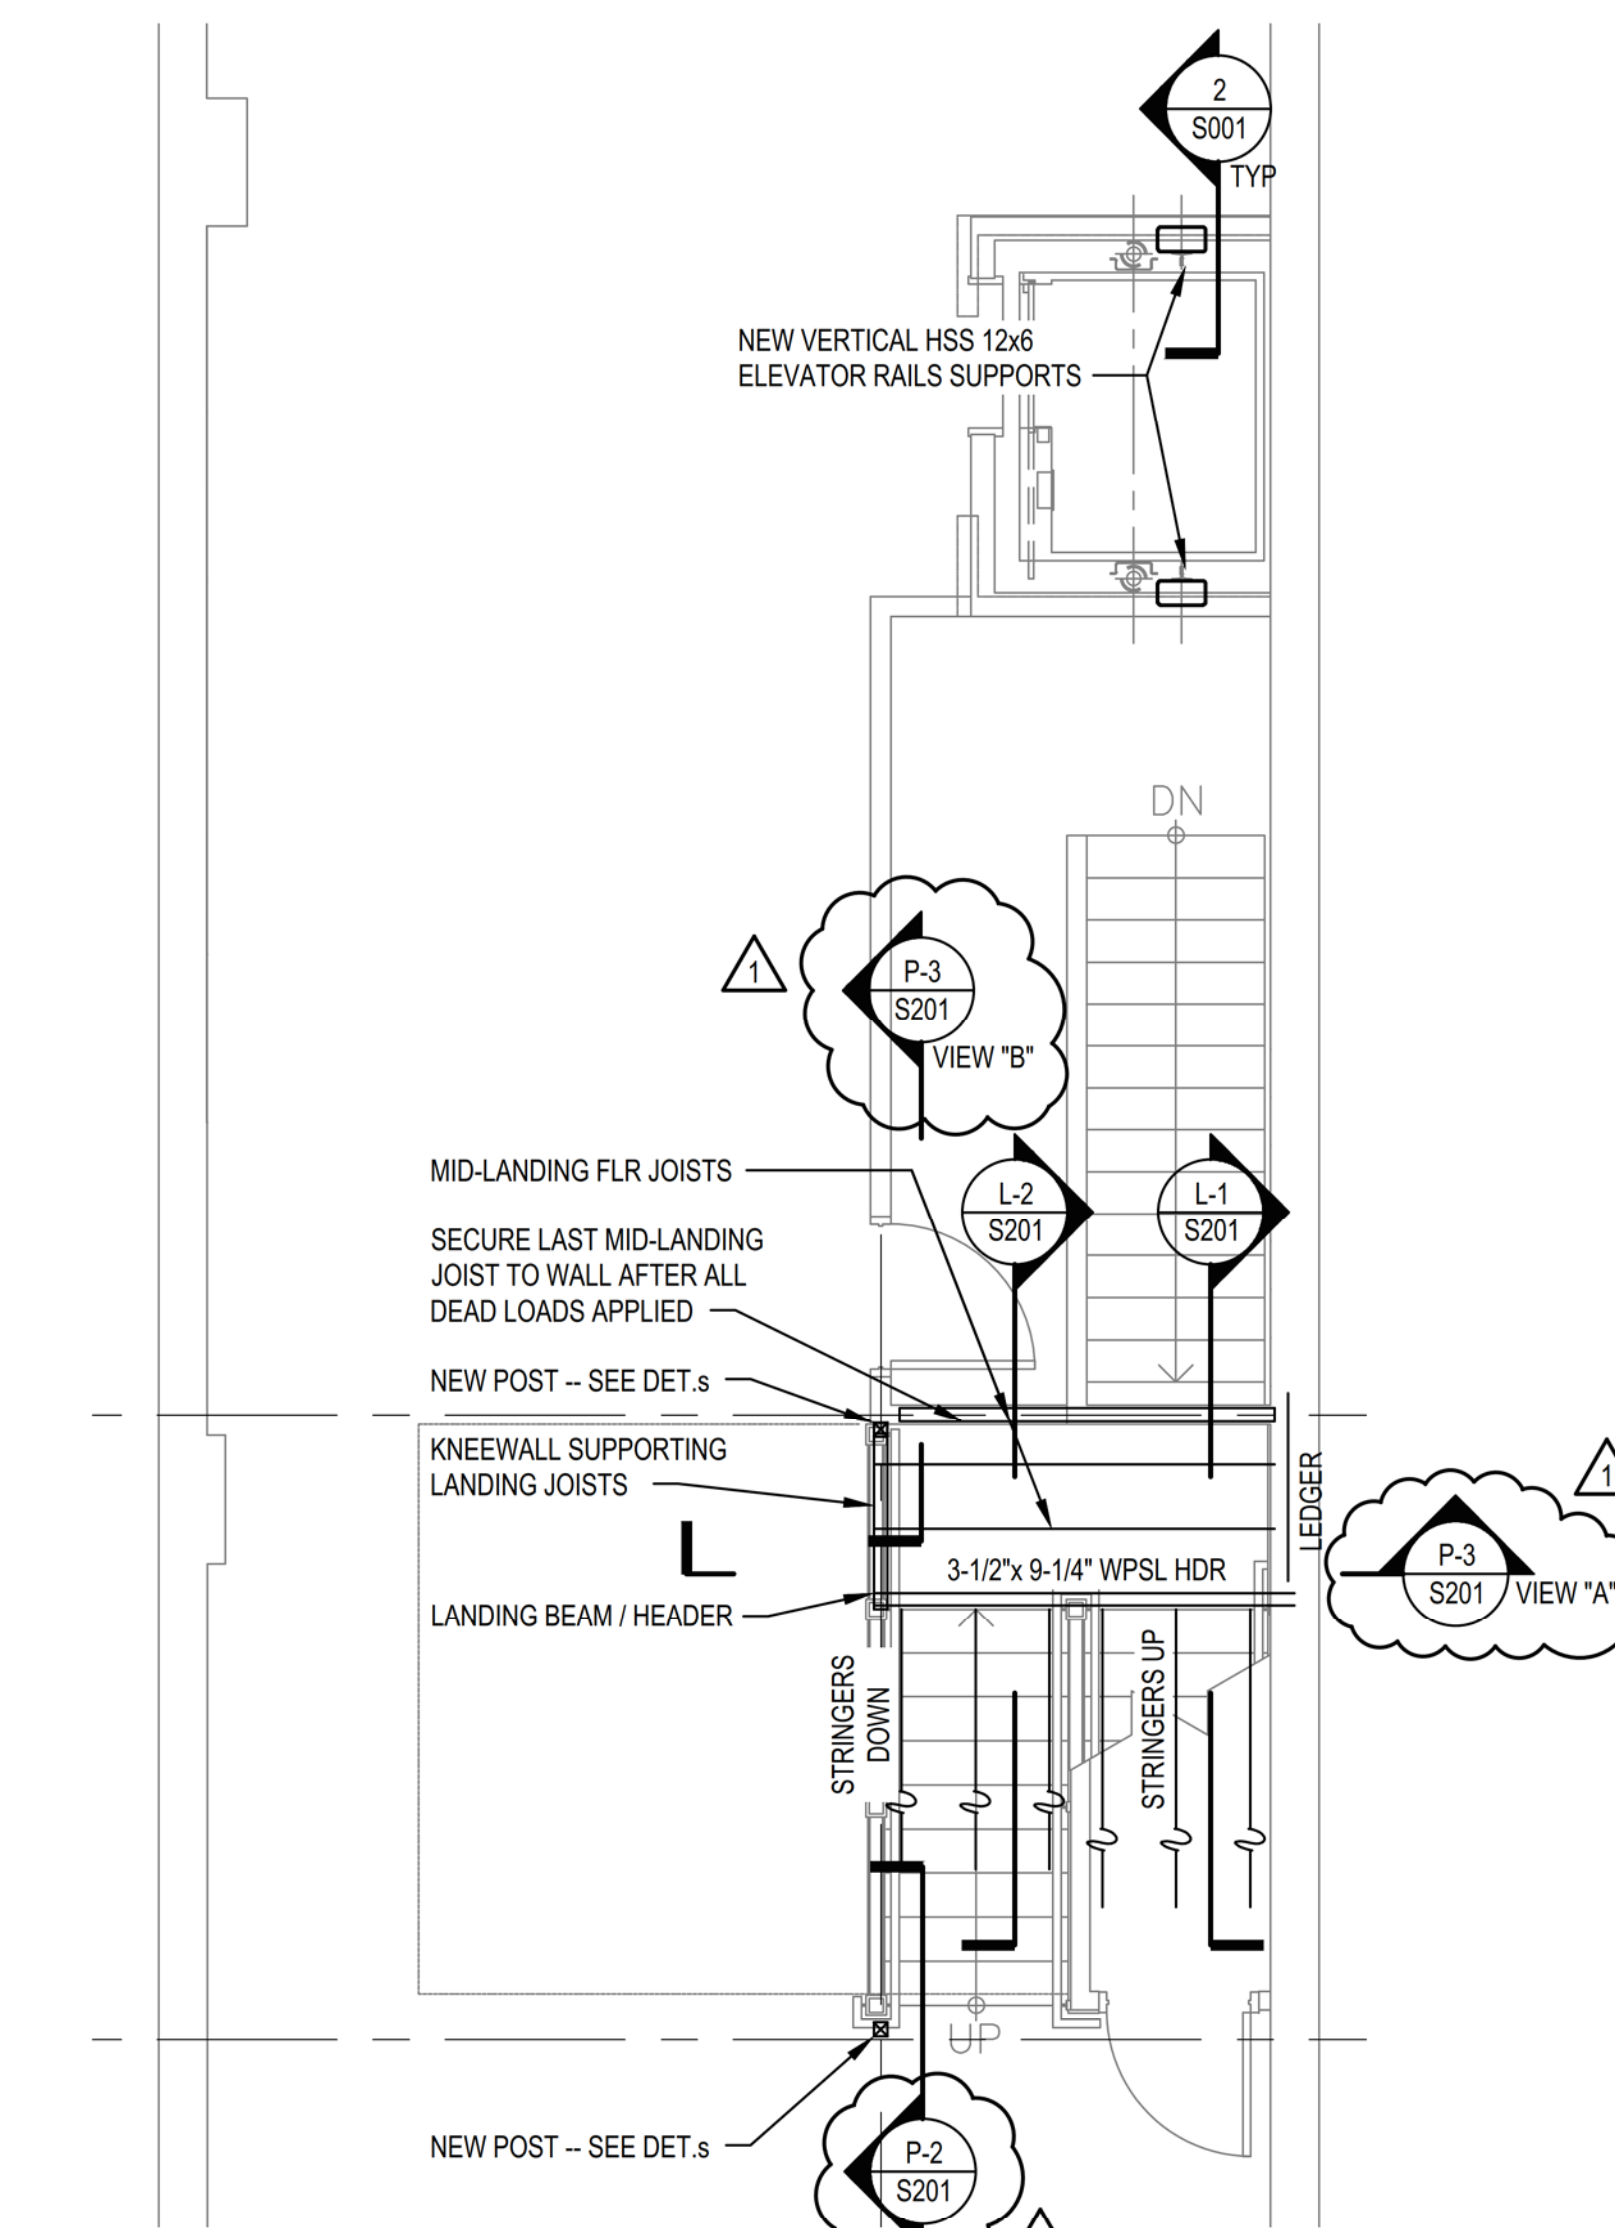 2
S001
TYP
NEW VERTICAL HSS 12x6
ELEVATOR RAILS SUPPORTS
DN
1
P-3
S201
VIEW "B"
MID-LANDING FLR JOISTS
L-2
S201
L-1
S201
SECURE LAST MID-LANDING
JOIST TO WALL AFTER ALL
DEAD LOADS APPLIED
NEW POST -- SEE DET.s
KNEEWALL SUPPORTING
LANDING JOISTS
LEDGER
1
P-3
S201
VIEW "A"
3-1/2"x 9-1/4" WPSL HDR
LANDING BEAM / HEADER
STRINGERS
DOWN
STRINGERS UP
UP
NEW POST -- SEE DET.s
P-2
S201